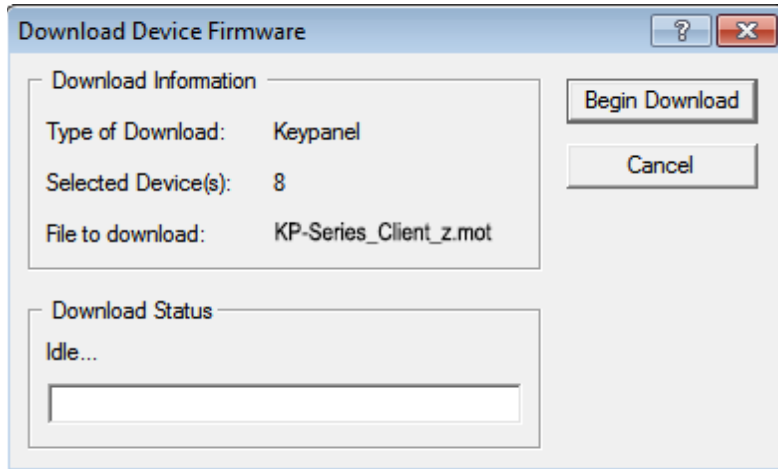 Download Device Firmware
Download Information
Type of Download: Keypanel
Selected Device(s): 8
File to download: KP-Series_Client_z.mot
Begin Download
Cancel
Download Status
Idle...